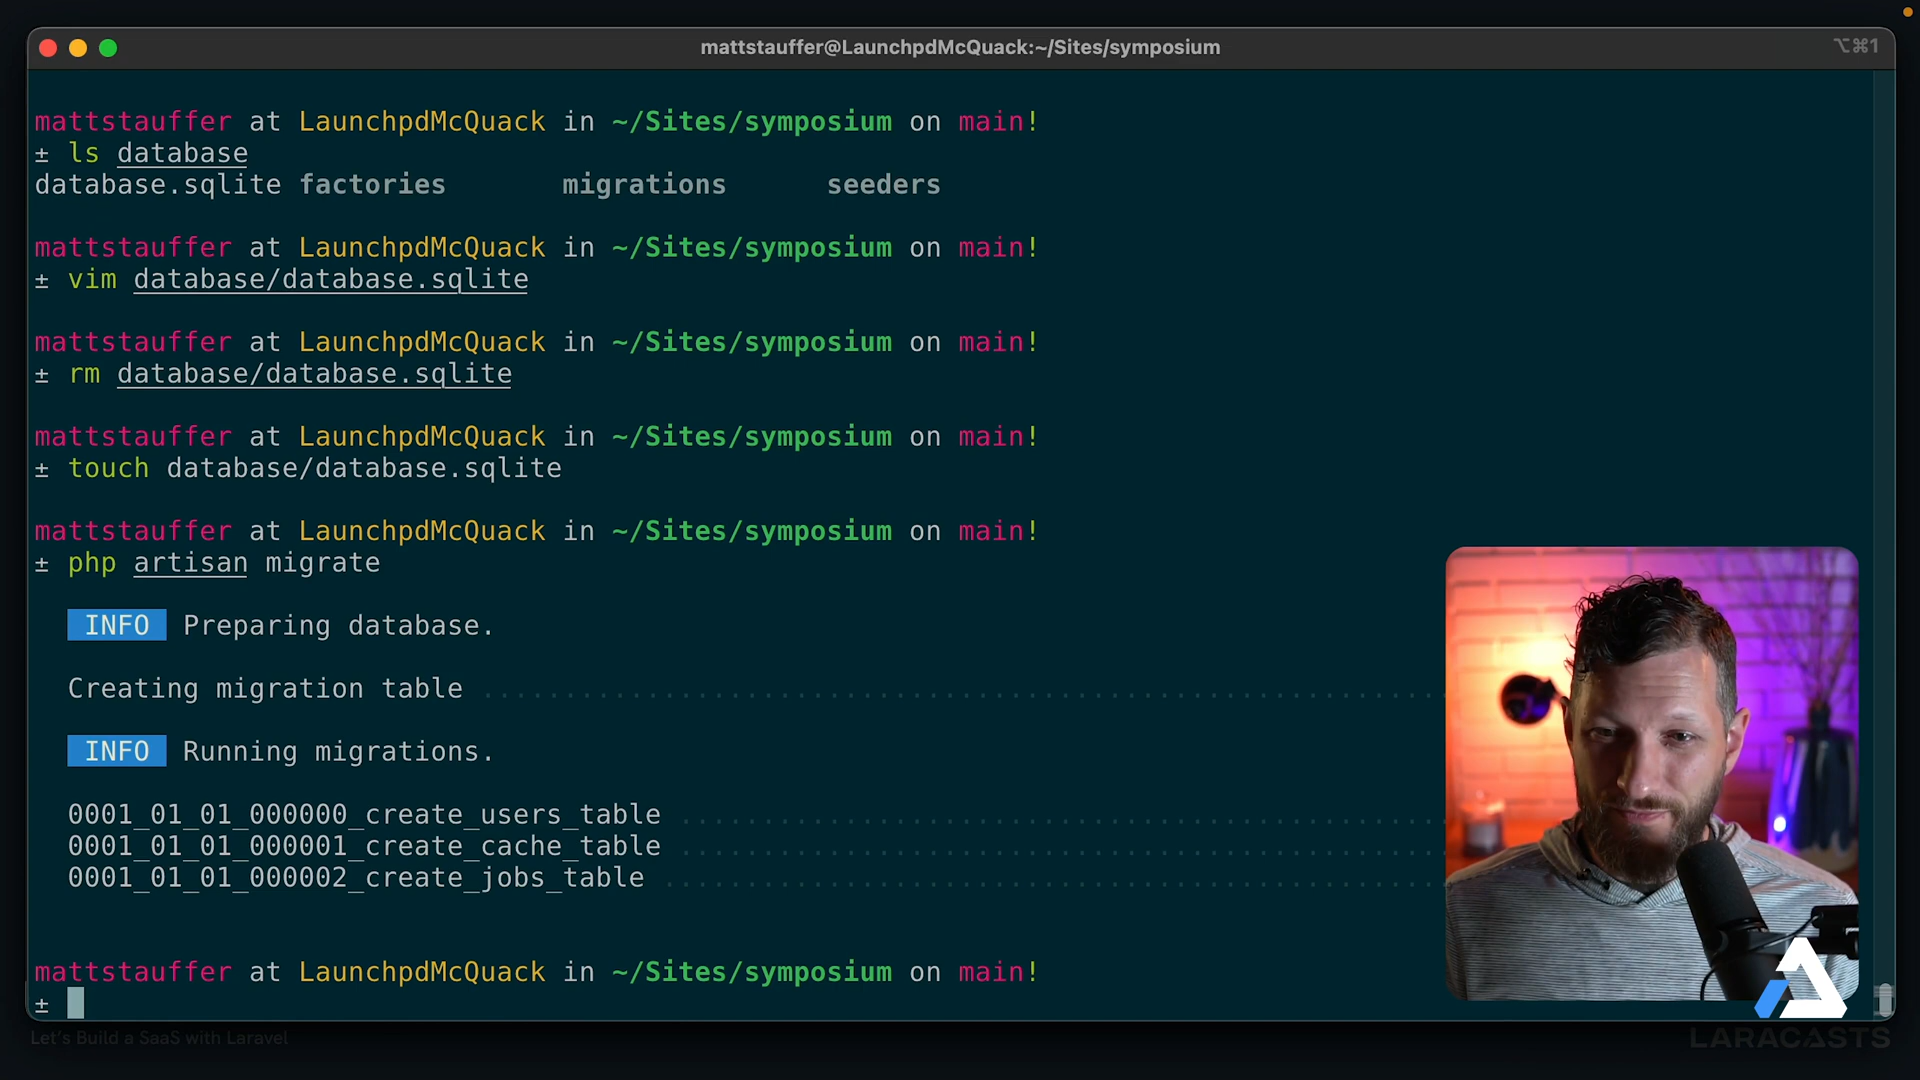 mattstauffer@LaunchpdMcQuack:~/Sites/symposium
⌥⌘1
mattstauffer at LaunchpdMcQuack in ~/Sites/symposium on main!
± ls database
database.sqlite factories migrations seeders
mattstauffer at LaunchpdMcQuack in ~/Sites/symposium on main!
± vim database/database.sqlite
mattstauffer at LaunchpdMcQuack in ~/Sites/symposium on main!
± rm database/database.sqlite
mattstauffer at LaunchpdMcQuack in ~/Sites/symposium on main!
± touch database/database.sqlite
mattstauffer at LaunchpdMcQuack in ~/Sites/symposium on main!
± php artisan migrate
INFO Preparing database.
Creating migration table
INFO Running migrations.
0001_01_01_000000_create_users_table
0001_01_01_000001_create_cache_table
0001_01_01_000002_create_jobs_table
mattstauffer at LaunchpdMcQuack in ~/Sites/symposium on main!
±
Let's Build a SaaS with Laravel
LARACASTS